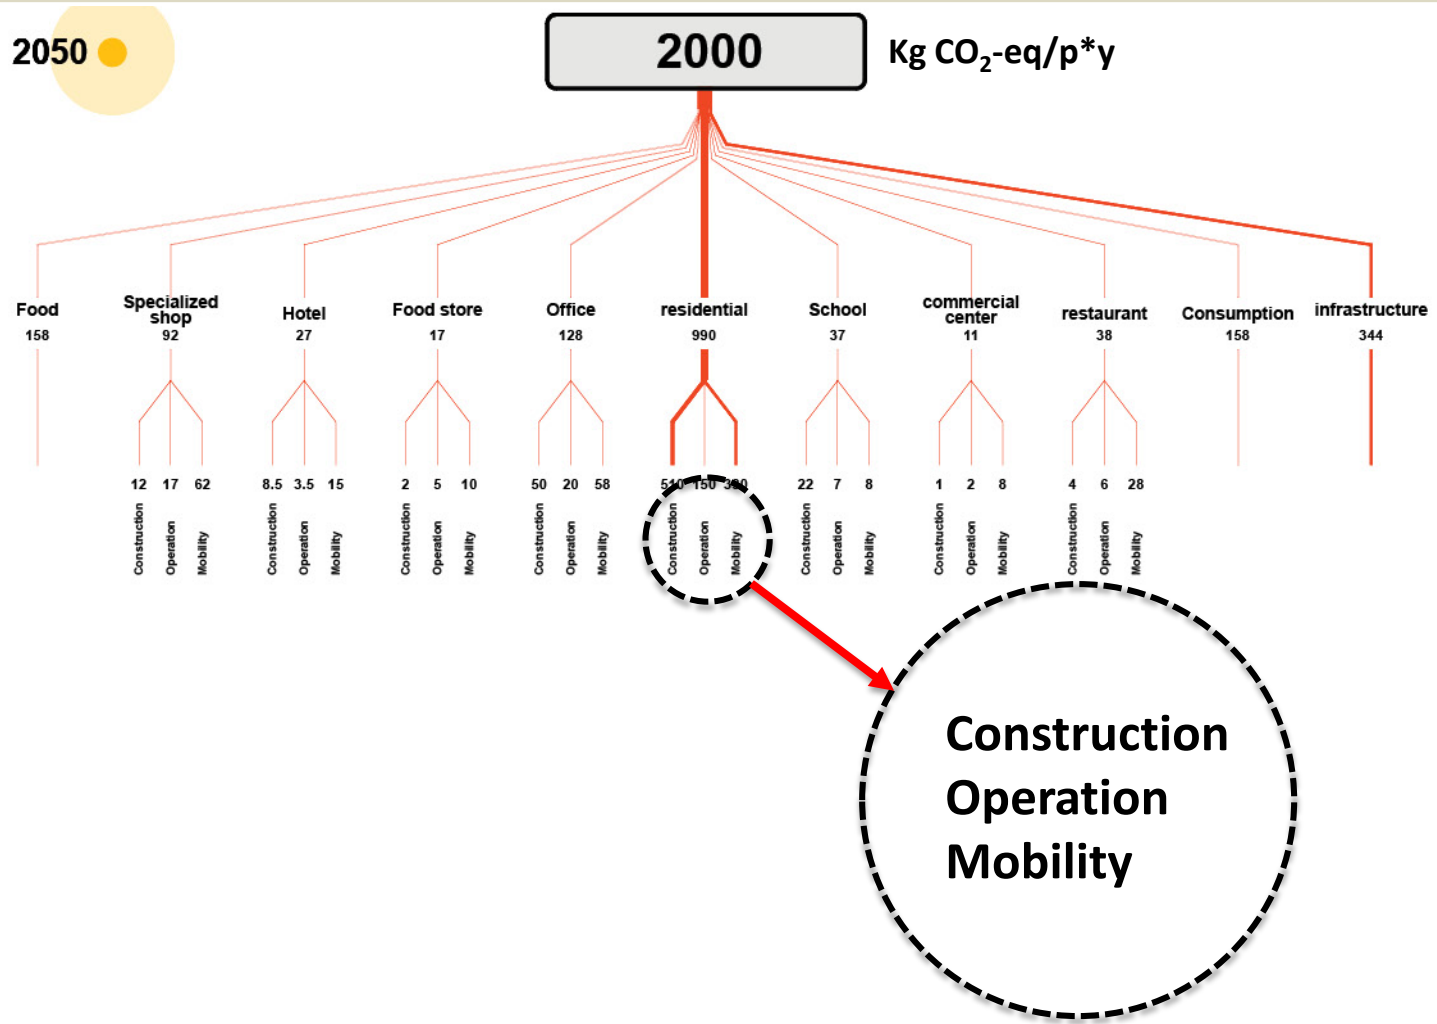 2050
2000
Kg CO₂-eq/p*y
Food
158
Specialized
shop
92
Hotel
27
Food store
17
Office
128
residential
990
School
37
commercial
center
11
restaurant
38
Consumption
158
infrastructure
344
12 17 62
8.5 3.5 15
2 5 10
50 20 58
510 150 330
22 7 8
1 2 8
4 6 28
Construction
Operation
Mobility
Construction
Operation
Mobility
Construction
Operation
Mobility
Construction
Operation
Mobility
Construction
Operation
Mobility
Construction
Operation
Mobility
Construction
Operation
Mobility
Construction
Operation
Mobility
Construction
Operation
Mobility